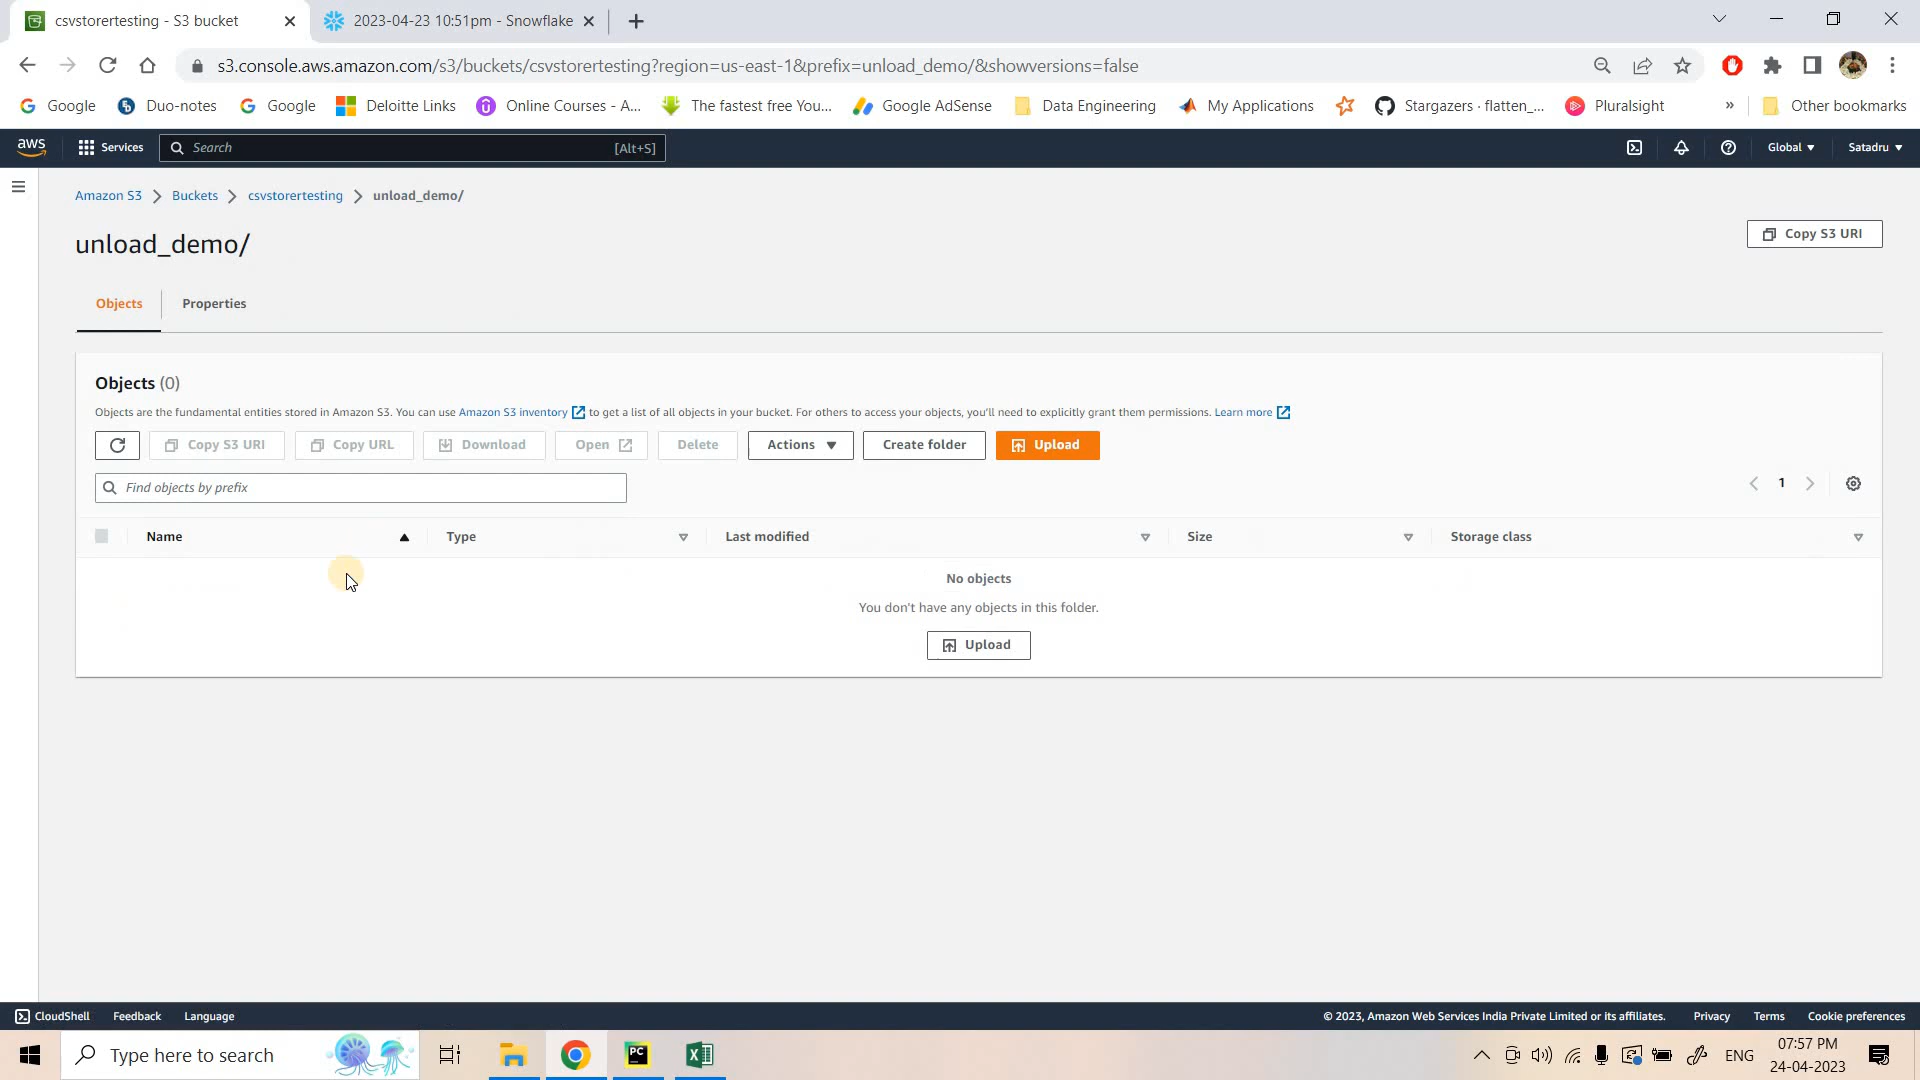 csvstorertesting - S3 bucket
2023-04-23 10:51pm - Snowflake
s3.console.aws.amazon.com/s3/buckets/csvstorertesting?region=us-east-1&prefix=unload_demo/&showversions=false
Google
Duo-notes
Google
Deloitte Links
Online Courses - A...
The fastest free You...
Google AdSense
Data Engineering
My Applications
Stargazers · flatten_...
Pluralsight
»
Other bookmarks
aws
Services
Search
[Alt+S]
Global
Satadru
Amazon S3
Buckets
csvstorertesting
unload_demo/
unload_demo/
Copy S3 URI
Objects
Properties
Objects (0)
Objects are the fundamental entities stored in Amazon S3. You can use Amazon S3 inventory to get a list of all objects in your bucket. For others to access your objects, you'll need to explicitly grant them permissions. Learn more
Copy S3 URI
Copy URL
Download
Open
Delete
Actions
Create folder
Upload
Find objects by prefix
1
Name
Type
Last modified
Size
Storage class
No objects
You don't have any objects in this folder.
Upload
CloudShell
Feedback
Language
© 2023, Amazon Web Services India Private Limited or its affiliates.
Privacy
Terms
Cookie preferences
Type here to search
PC
ENG
07:57 PM
24-04-2023